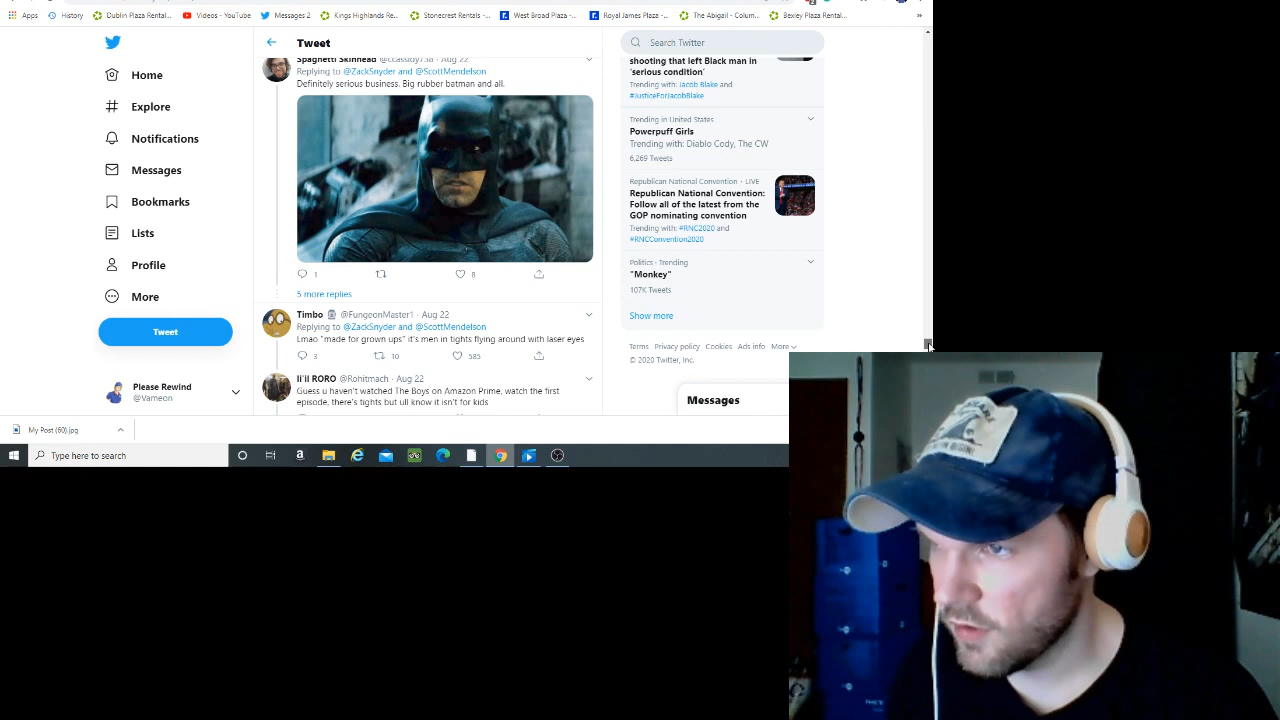 Apps
History
Dublin Plaza Rental...
Videos - YouTube
Messages 2
Kings Highlands Re...
Stonecrest Rentals -...
West Broad Plaza -...
Royal James Plaza -...
The Abigail - Colum...
Bexley Plaza Rental...
»
Home
Explore
Notifications
Messages
Bookmarks
Lists
Profile
More
Tweet
Please Rewind
@Vameon
Tweet
Spaghetti Skinhead @ccassidy738 · Aug 22
Replying to @ZackSnyder and @ScottMendelson
Definitely serious business. Big rubber batman and all.
1
8
5 more replies
Timbo @FungeonMaster1 · Aug 22
Replying to @ZackSnyder and @ScottMendelson
Lmao "made for grown ups" it's men in tights flying around with laser eyes
3
10
585
li'il RORO @Rohitmach · Aug 22
Guess u haven't watched The Boys on Amazon Prime, watch the first
episode, there's tights but ull know it isn't for kids
Search Twitter
shooting that left Black man in
'serious condition'
Trending with: Jacob Blake and
#JusticeForJacobBlake
Trending in United States
Powerpuff Girls
Trending with: Diablo Cody, The CW
6,269 Tweets
Republican National Convention · LIVE
Republican National Convention:
Follow all of the latest from the
GOP nominating convention
Trending with: #RNC2020 and
#RNCConvention2020
Politics · Trending
"Monkey"
107K Tweets
Show more
Terms Privacy policy Cookies Ads info More
© 2020 Twitter, Inc.
Messages
My Post (60).jpg
Type here to search